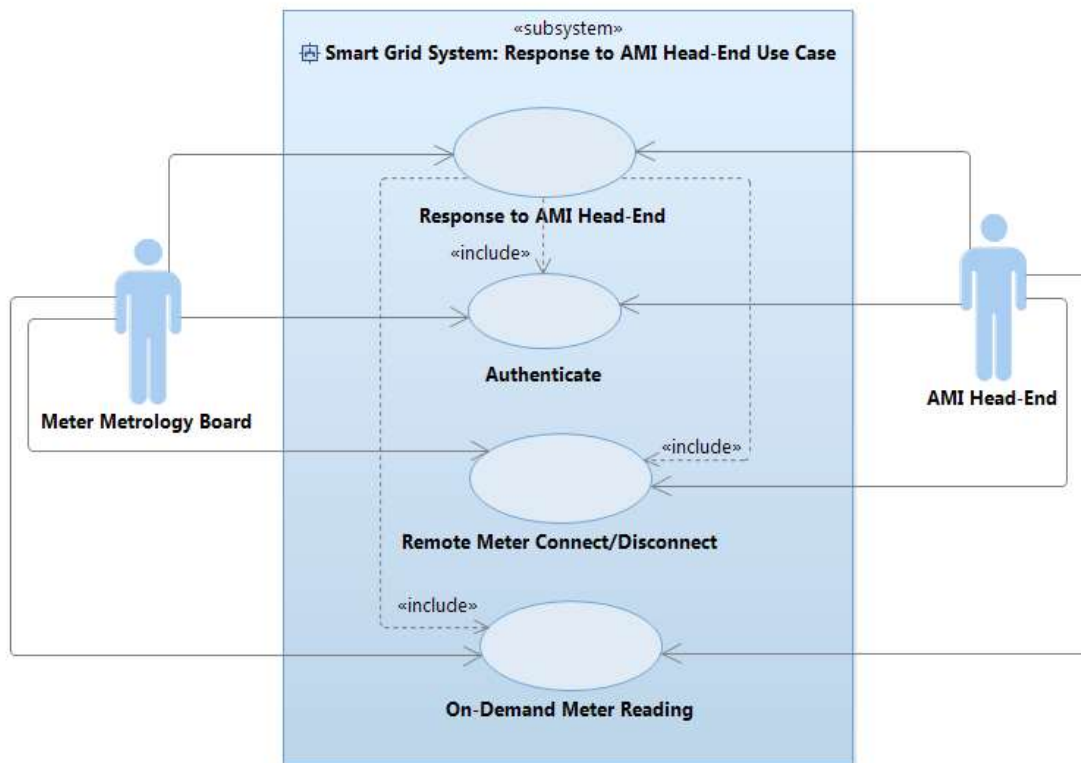 «subsystem»
Smart Grid System: Response to AMI Head-End Use Case
Response to AMI Head-End
«include»
Authenticate
Meter Metrology Board
AMI Head-End
«include»
Remote Meter Connect/Disconnect
«include»
On-Demand Meter Reading